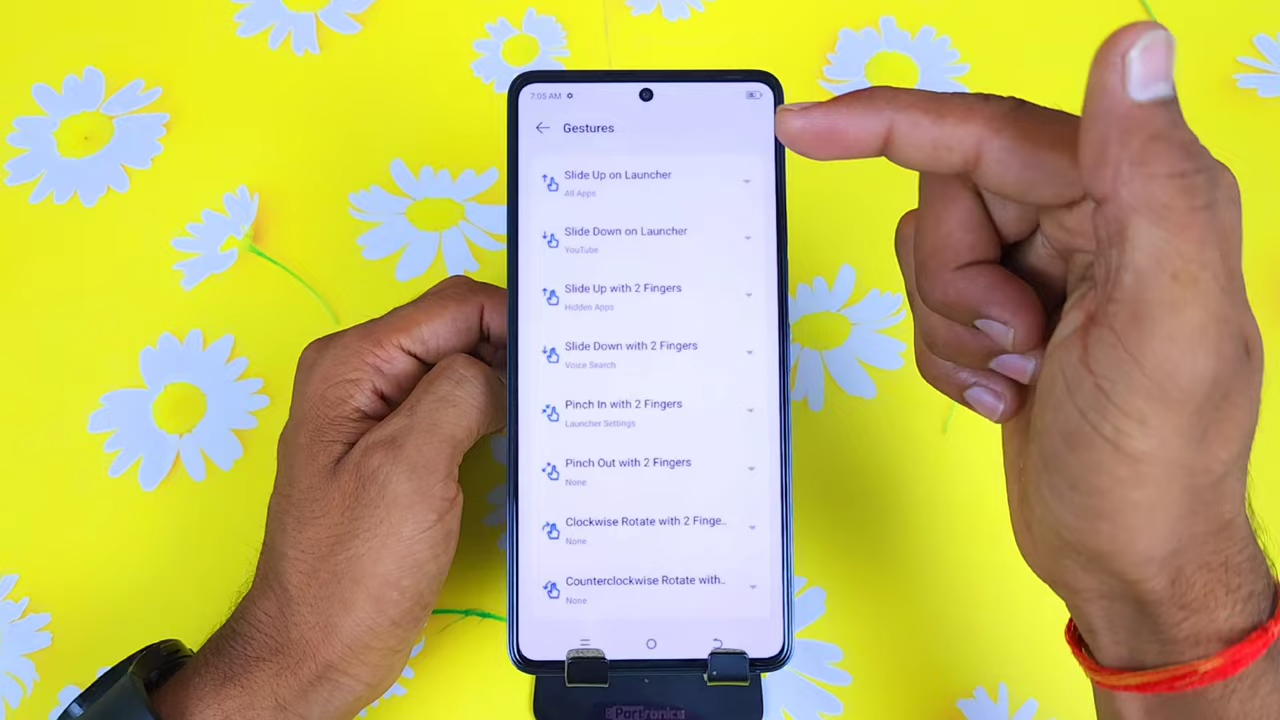 7:05 AM
Gestures
Slide Up on Launcher
All Apps
Slide Down on Launcher
YouTube
Slide Up with 2 Fingers
Hidden Apps
Slide Down with 2 Fingers
Voice Search
Pinch In with 2 Fingers
Launcher Settings
Pinch Out with 2 Fingers
None
Clockwise Rotate with 2 Finge..
None
Counterclockwise Rotate with..
None
Portronics